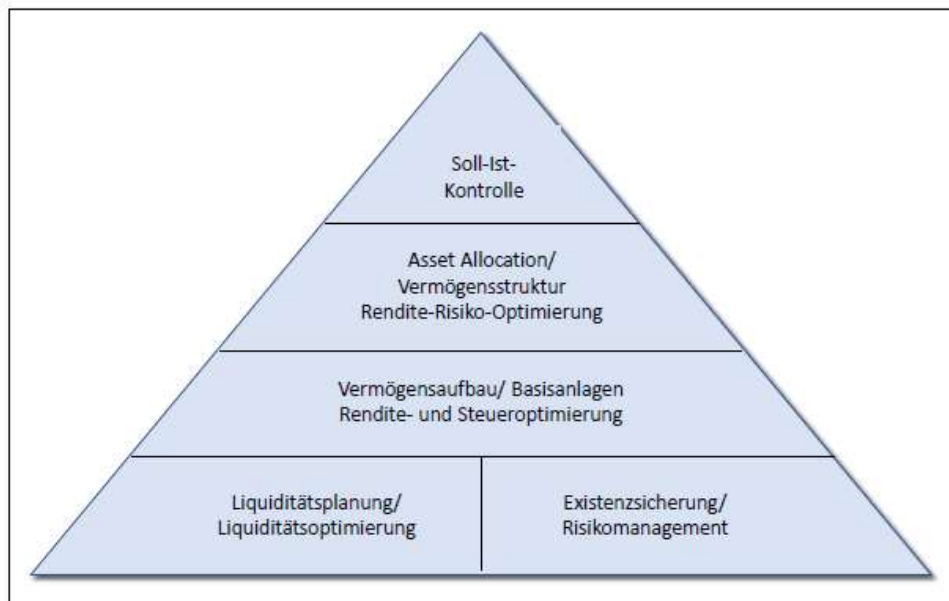 Soll-Ist-
Kontrolle
Asset Allocation/
Vermögensstruktur
Rendite-Risiko-Optimierung
Vermögensaufbau/ Basisanlagen
Rendite- und Steueroptimierung
Liquiditätsplanung/
Liquiditätsoptimierung
Existenzsicherung/
Risikomanagement